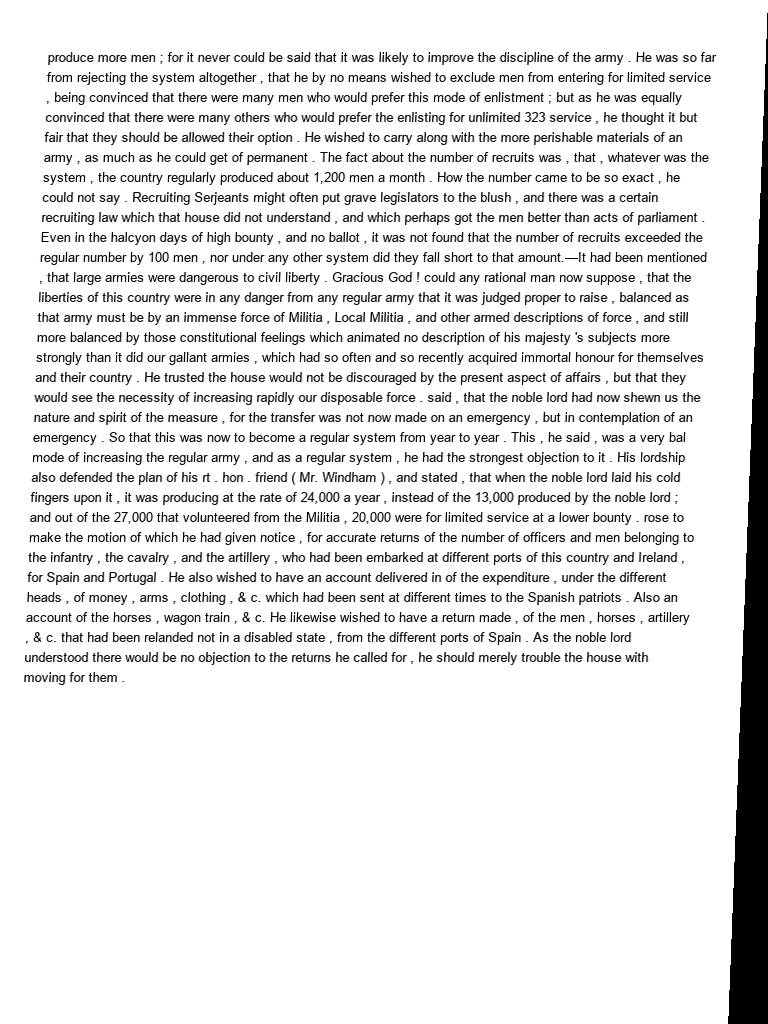 produce more men ; for it never could be said that it was likely to improve the discipline of the army . He was so far
from rejecting the system altogether , that he by no means wished to exclude men from entering for limited service
, being convinced that there were many men who would prefer this mode of enlistment ; but as he was equally
convinced that there were many others who would prefer the enlisting for unlimited 323 service , he thought it but
fair that they should be allowed their option . He wished to carry along with the more perishable materials of an
army , as much as he could get of permanent . The fact about the number of recruits was , that , whatever was the
system , the country regularly produced about 1,200 men a month . How the number came to be so exact , he
could not say . Recruiting Serjeants might often put grave legislators to the blush , and there was a certain
recruiting law which that house did not understand , and which perhaps got the men better than acts of parliament .
Even in the halcyon days of high bounty , and no ballot , it was not found that the number of recruits exceeded the
regular number by 100 men , nor under any other system did they fall short to that amount.—It had been mentioned
, that large armies were dangerous to civil liberty . Gracious God ! could any rational man now suppose , that the
liberties of this country were in any danger from any regular army that it was judged proper to raise , balanced as
that army must be by an immense force of Militia , Local Militia , and other armed descriptions of force , and still
more balanced by those constitutional feelings which animated no description of his majesty 's subjects more
strongly than it did our gallant armies , which had so often and so recently acquired immortal honour for themselves
and their country . He trusted the house would not be discouraged by the present aspect of affairs , but that they
would see the necessity of increasing rapidly our disposable force . said , that the noble lord had now shewn us the
nature and spirit of the measure , for the transfer was not now made on an emergency , but in contemplation of an
emergency . So that this was now to become a regular system from year to year . This , he said , was a very bal
mode of increasing the regular army , and as a regular system , he had the strongest objection to it . His lordship
also defended the plan of his rt . hon . friend ( Mr. Windham ) , and stated , that when the noble lord laid his cold
fingers upon it , it was producing at the rate of 24,000 a year , instead of the 13,000 produced by the noble lord ;
and out of the 27,000 that volunteered from the Militia , 20,000 were for limited service at a lower bounty . rose to
make the motion of which he had given notice , for accurate returns of the number of officers and men belonging to
the infantry , the cavalry , and the artillery , who had been embarked at different ports of this country and Ireland ,
for Spain and Portugal . He also wished to have an account delivered in of the expenditure , under the different
heads , of money , arms , clothing , & c. which had been sent at different times to the Spanish patriots . Also an
account of the horses , wagon train , & c. He likewise wished to have a return made , of the men , horses , artillery
, & c. that had been relanded not in a disabled state , from the different ports of Spain . As the noble lord
understood there would be no objection to the returns he called for , he should merely trouble the house with
moving for them .